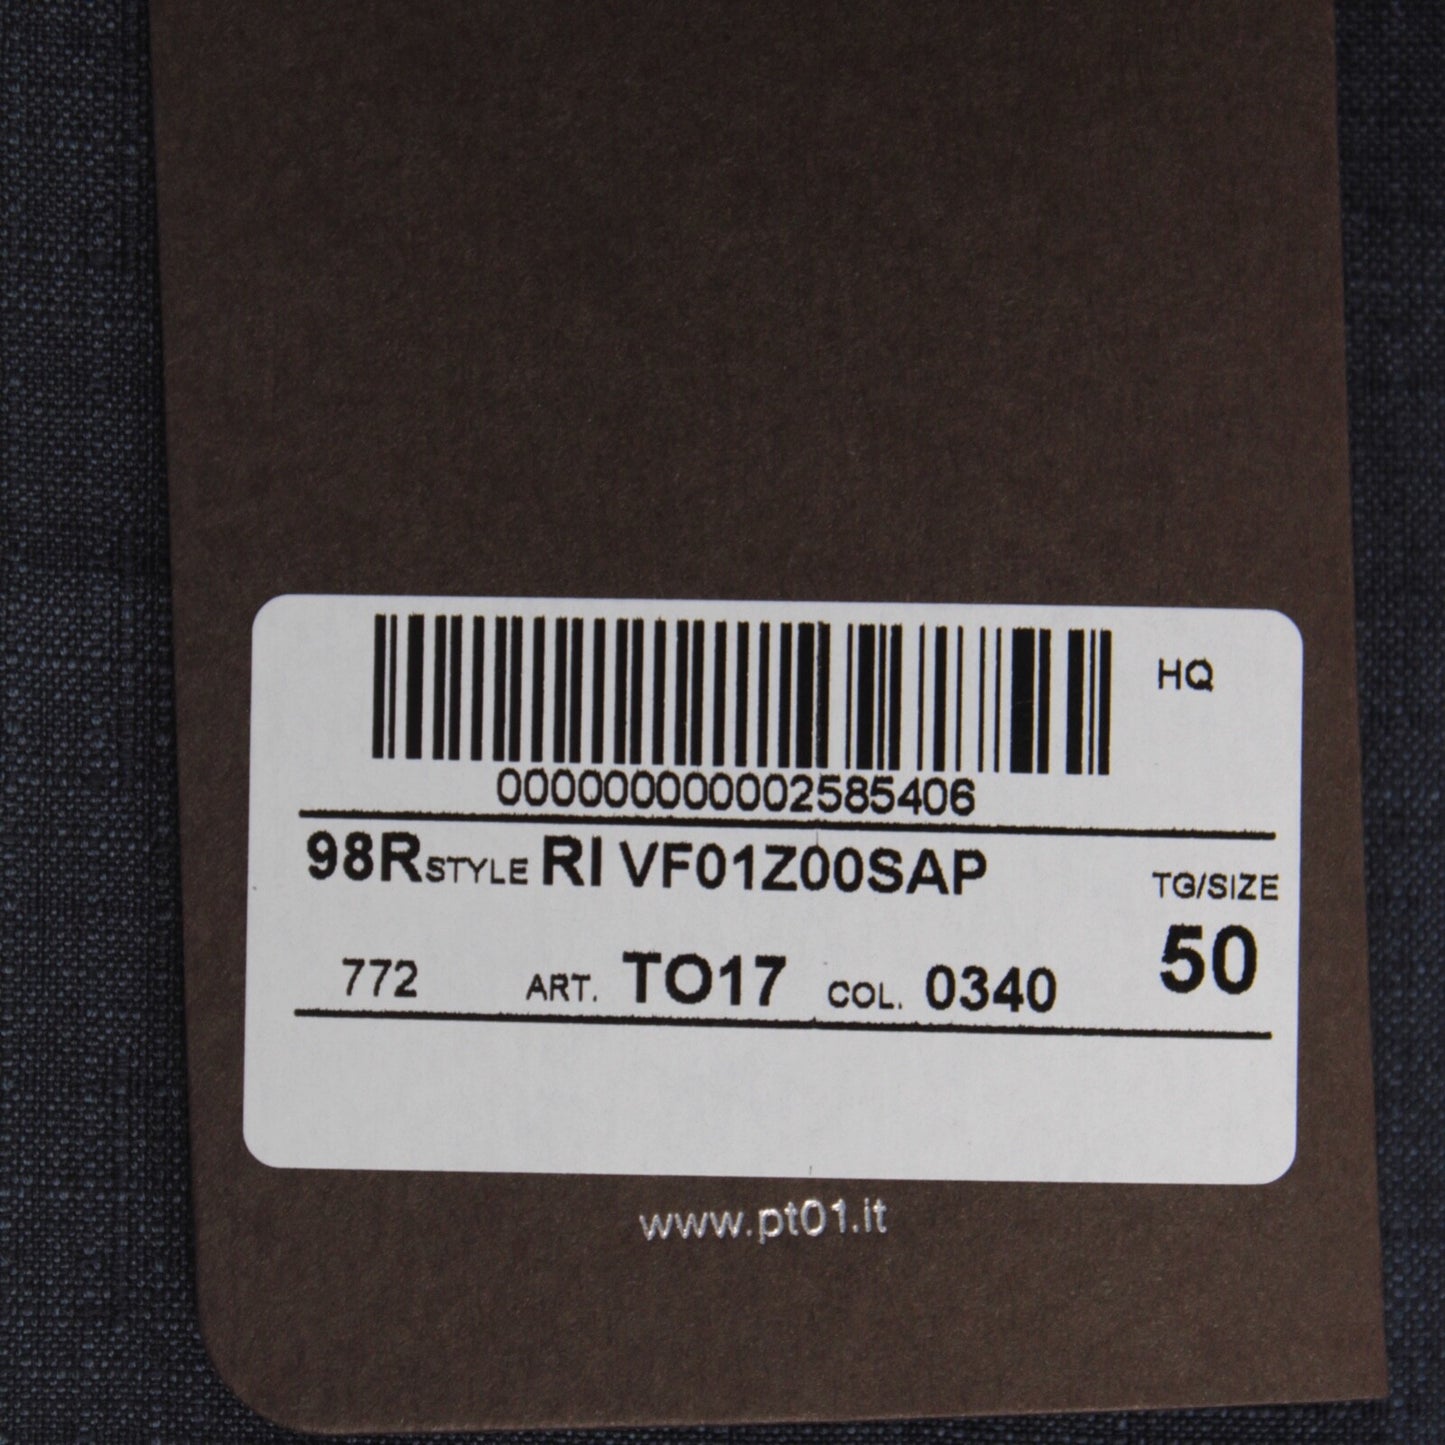 HQ
000000000002585406
98R STYLE RI VF01Z00SAP
TG/SIZE
772 ART. TO17 COL. 0340 50
www.pt01.it